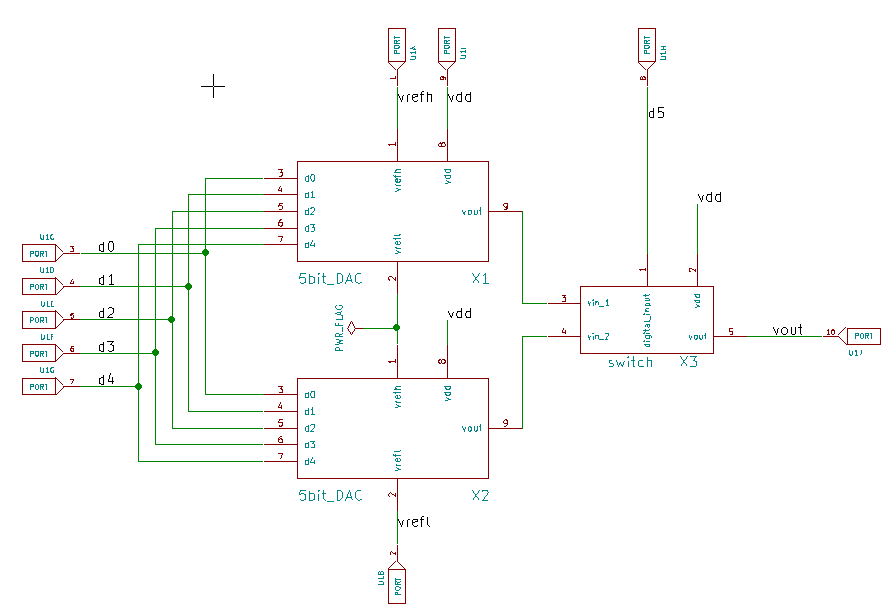 PORT PORT PORT
U1A U1I U1H
1 9 8
vrefh vdd
d5
1 8
3 d0 vrefh vdd
4 d1
5 d2 vout 9
6 d3
7 d4 vrefl
vdd
U1C
PORT 3 d0
U1D
PORT 4 d1
5bit_DAC X1
2
1 2
U1E
PORT 5 d2
3 vin_1 digital_input vdd
PWR_FLAG
vdd
4 vin_2 vout 5 vout 10 PORT
U1J
U1F
PORT 6 d3
switch X3
U1G
PORT 7 d4
1 8
3 d0 vrefh vdd
4 d1
5 d2 vout 9
6 d3
7 d4 vrefl
5bit_DAC X2
2
vrefl
2
U1B
PORT